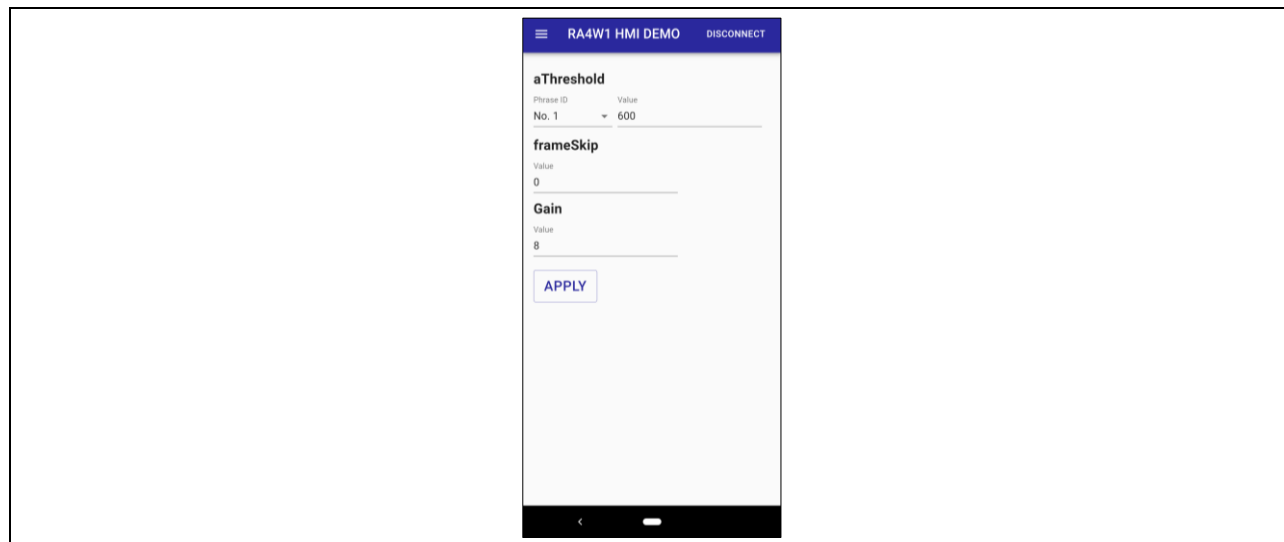 RA4W1 HMI DEMO DISCONNECT
aThreshold
Phrase ID Value
No. 1 600
frameSkip
Value
0
Gain
Value
8
APPLY